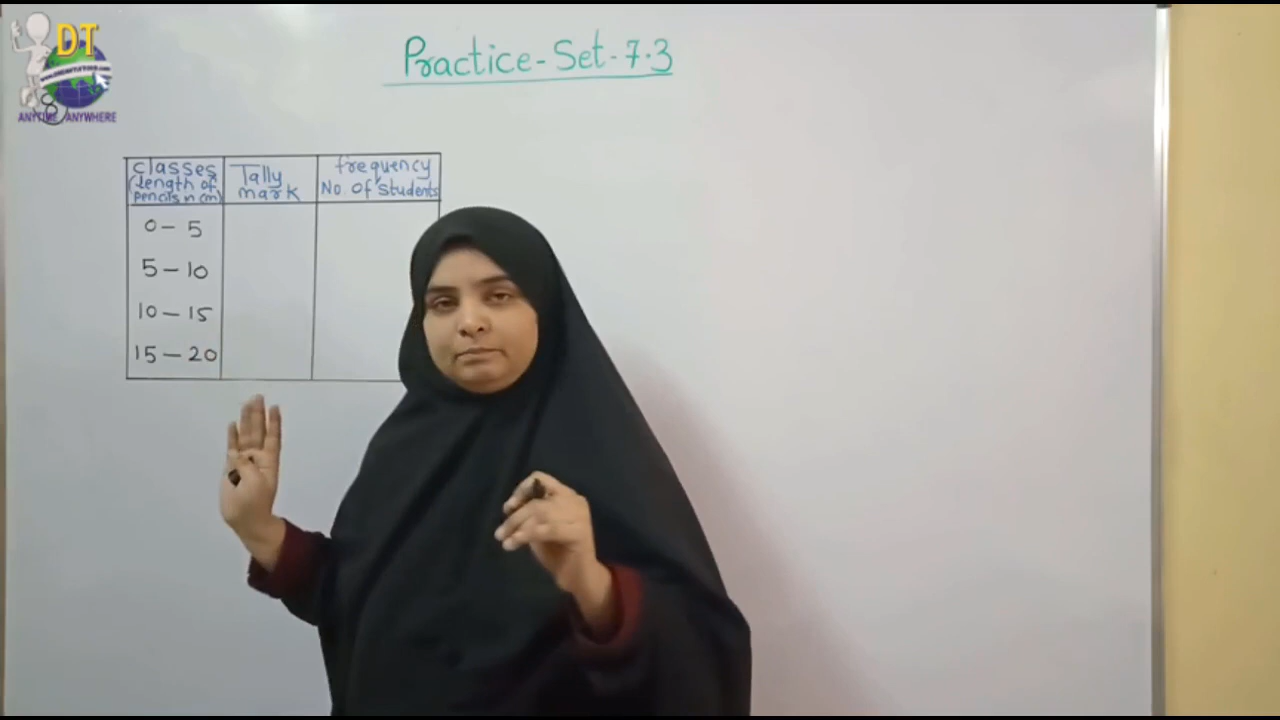 DT
ANYTIME ANYWHERE
Practice-Set-7.3
classes
(length of
pencils n cm)
Tally
mark
frequency
No. of students
0 – 5
5 – 10
10 – 15
15 – 20